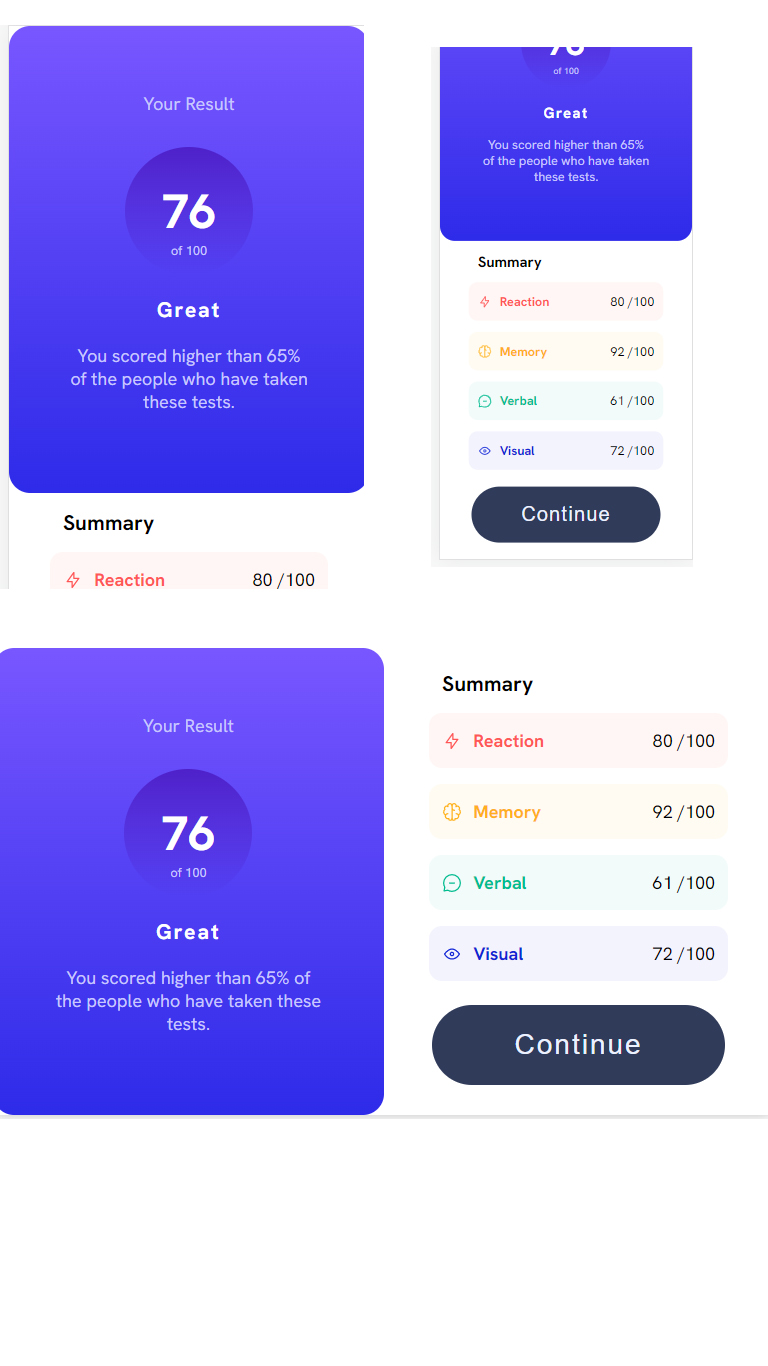 Your Result
76
of 100
Great
You scored higher than 65%
of the people who have taken
these tests.
Summary
Reaction 80 /100
76
of 100
Great
You scored higher than 65%
of the people who have taken
these tests.
Summary
Reaction 80 /100
Memory 92 /100
Verbal 61 /100
Visual 72 /100
Continue
Your Result
76
of 100
Great
You scored higher than 65% of
the people who have taken these
tests.
Summary
Reaction 80 /100
Memory 92 /100
Verbal 61 /100
Visual 72 /100
Continue